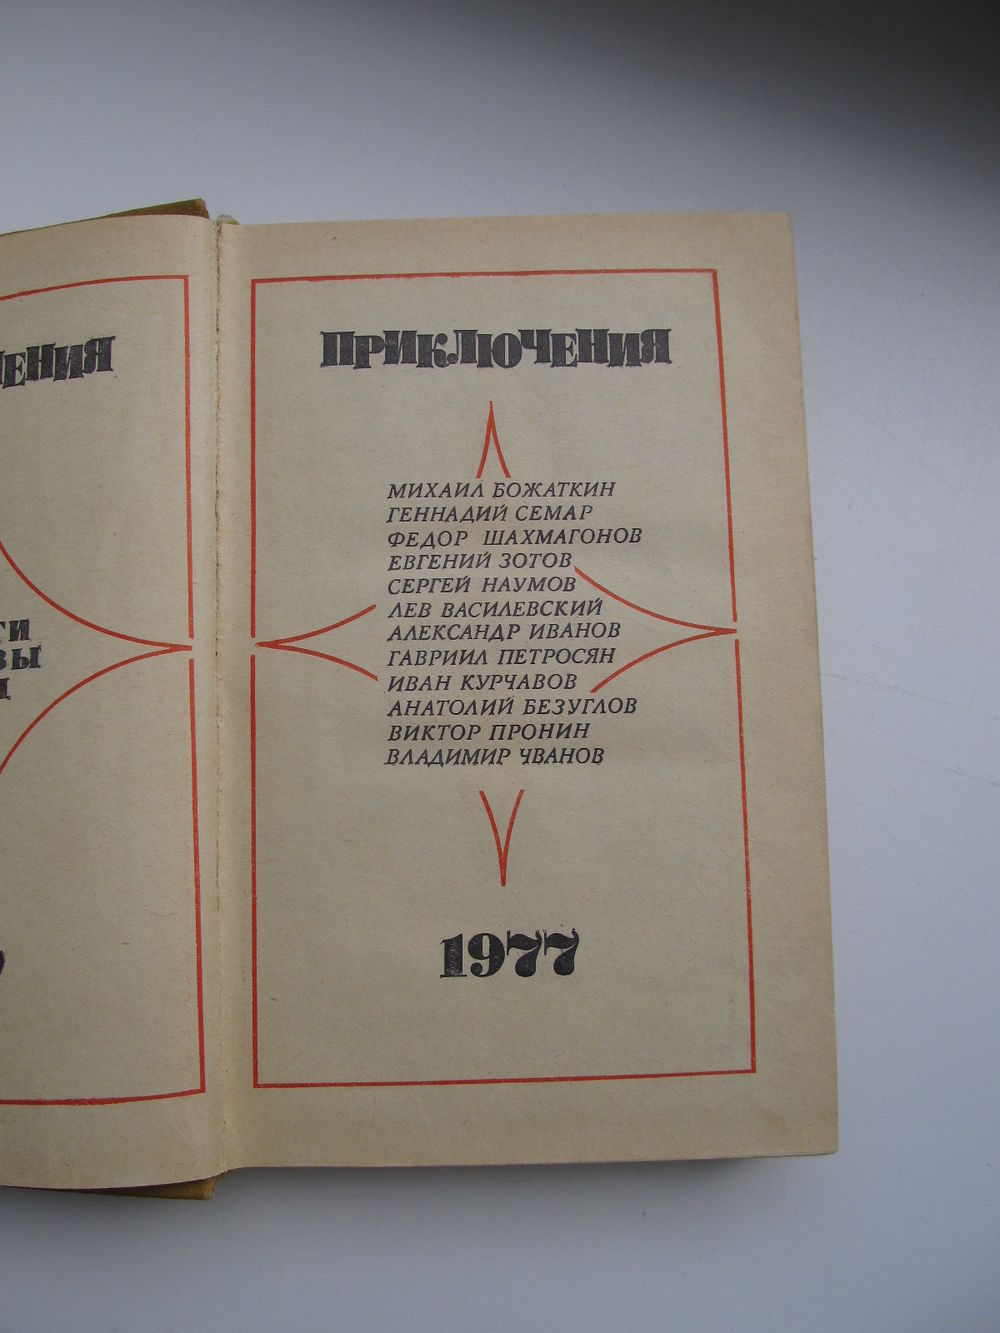 ПРИКЛЮЧЕНИЯ
МИХАИЛ БОЖАТКИН
ГЕННАДИЙ СЕМАР
ФЕДОР ШАХМАГОНОВ
ЕВГЕНИЙ ЗОТОВ
СЕРГЕЙ НАУМОВ
ЛЕВ ВАСИЛЕВСКИЙ
АЛЕКСАНДР ИВАНОВ
ГАВРИИЛ ПЕТРОСЯН
ИВАН КУРЧАВОВ
АНАТОЛИЙ БЕЗУГЛОВ
ВИКТОР ПРОНИН
ВЛАДИМИР ЧВАНОВ
1977